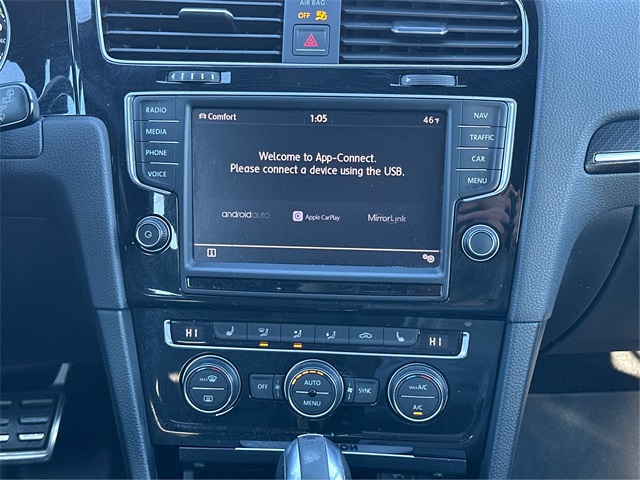 AIR BAG
OFF
RADIO
MEDIA
PHONE
VOICE
Comfort 1:05 46°F
Welcome to App-Connect.
Please connect a device using the USB.
androidauto Apple CarPlay MirrorLink
NAV
TRAFFIC
CAR
MENU
HI HI
MAX
OFF
AUTO
MENU
SYNC
MAX A/C
A/C